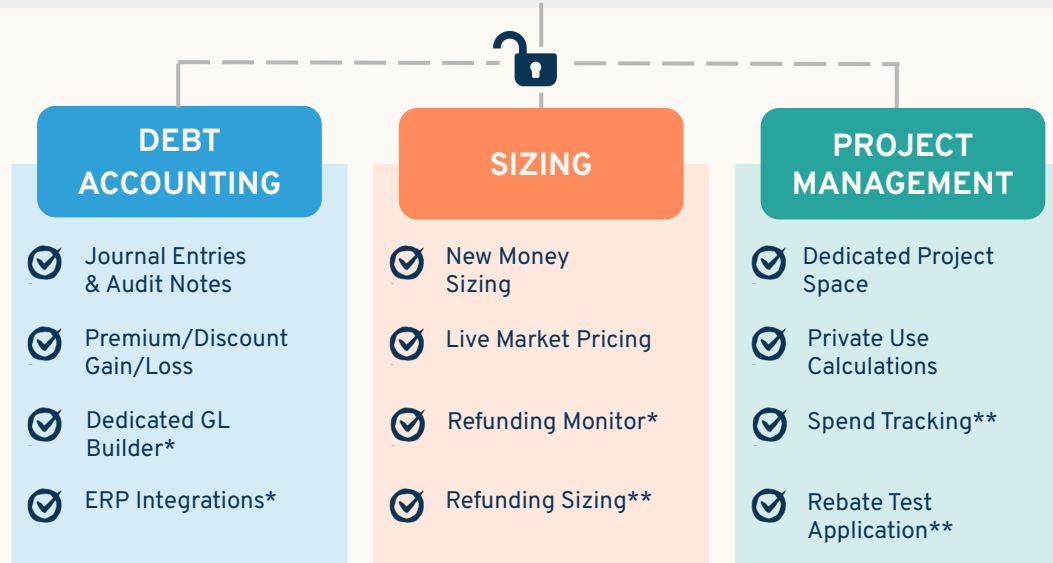 DEBT
ACCOUNTING
Journal Entries
& Audit Notes
Premium/Discount
Gain/Loss
Dedicated GL
Builder*
ERP Integrations*
SIZING
New Money
Sizing
Live Market Pricing
Refunding Monitor*
Refunding Sizing**
PROJECT
MANAGEMENT
Dedicated Project
Space
Private Use
Calculations
Spend Tracking**
Rebate Test
Application**